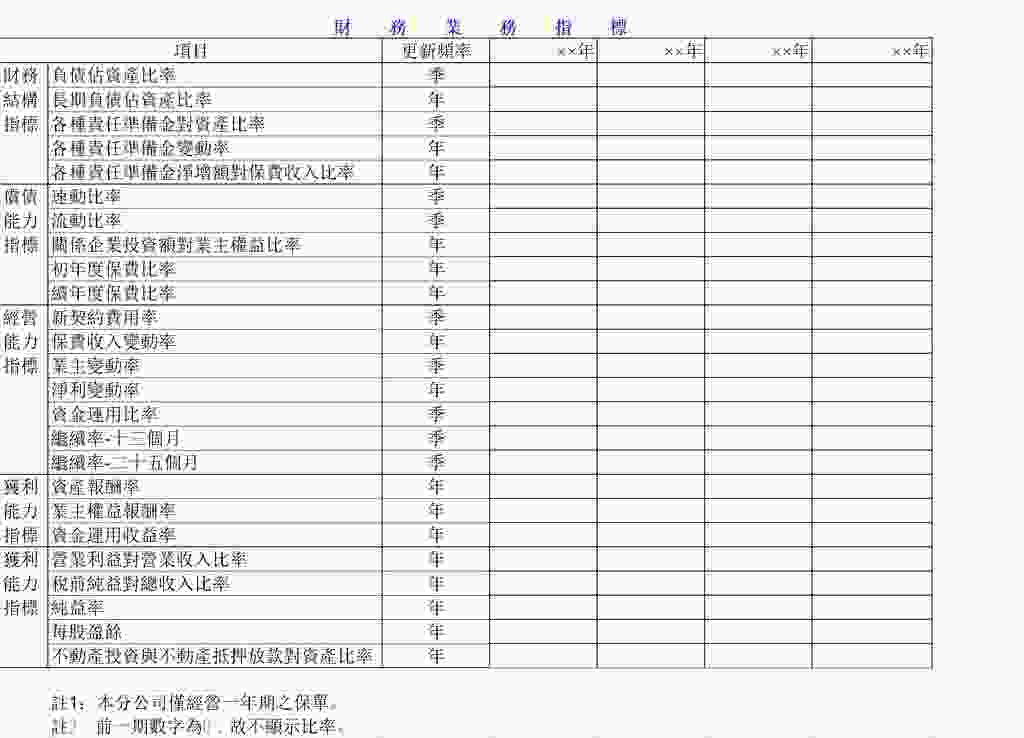 財 務 業 務 指 標
項目 更新頻率 ××年 ××年 ××年 ××年
財務 負債佔資產比率 季
結構 長期負債佔資產比率 年
指標 各種責任準備金對資產比率 季
各種責任準備金變動率 年
各種責任準備金淨增額對保費收入比率 年
償債 速動比率 季
能力 流動比率 季
指標 關係企業投資額對業主權益比率 年
初年度保費比率 年
續年度保費比率 年
經營 新契約費用率 季
能力 保費收入變動率 年
指標 業主變動率 季
淨利變動率 年
資金運用比率 季
繼續率-十三個月 季
繼續率-二十五個月 季
獲利 資產報酬率 年
能力 業主權益報酬率 年
指標 資金運用收益率 年
獲利 營業利益對營業收入比率 年
能力 稅前純益對總收入比率 年
指標 純益率 年
每股盈餘 年
不動產投資與不動產抵押放款對資產比率 年
註1：本分公司僅經營一年期之保單。
註 前一期數字為 ，故不顯示比率。